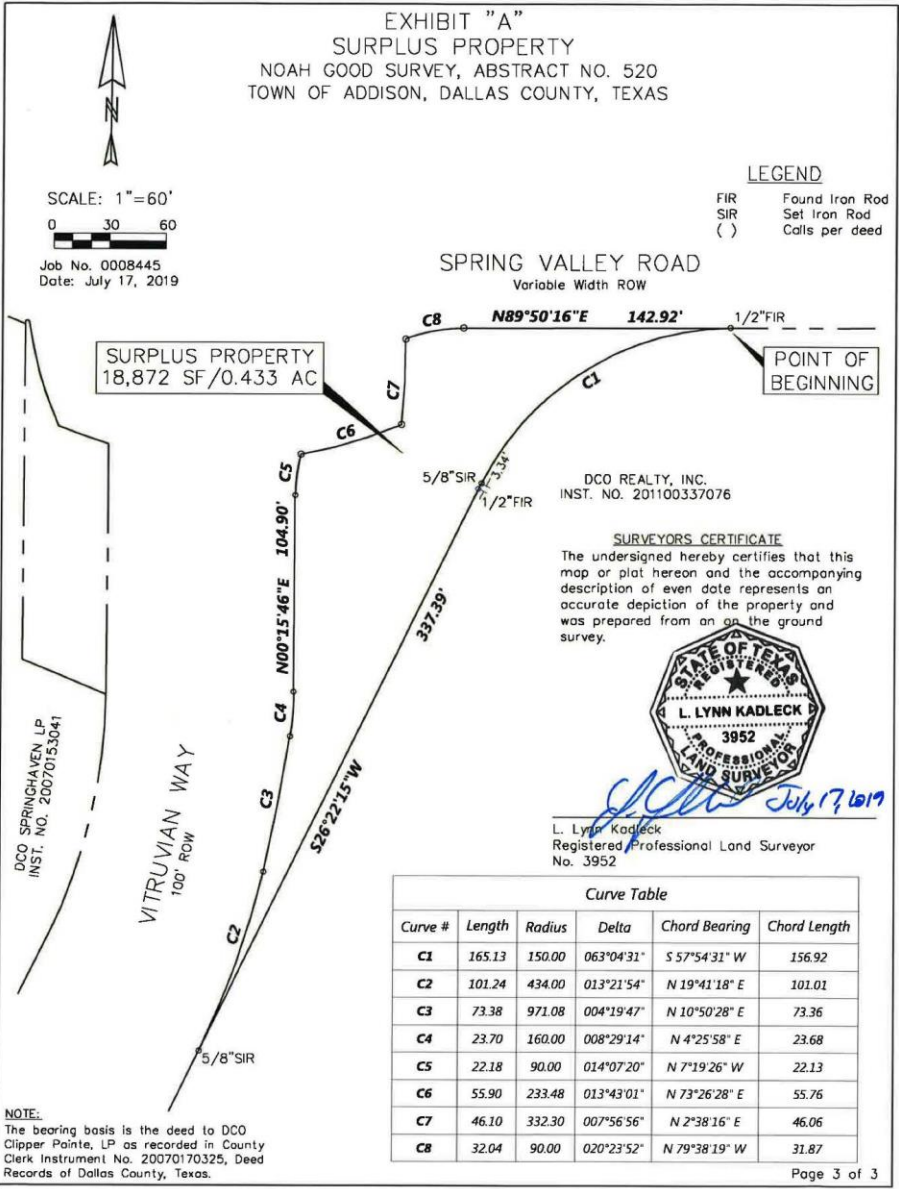 EXHIBIT "A"
SURPLUS PROPERTY
NOAH GOOD SURVEY, ABSTRACT NO. 520
TOWN OF ADDISON, DALLAS COUNTY, TEXAS
N
SCALE: 1"=60'
0 30 60
Job No. 0008445
Date: July 17, 2019
LEGEND
FIR Found Iron Rod
SIR Set Iron Rod
( ) Calls per deed
SPRING VALLEY ROAD
Variable Width ROW
C8
N89°50'16"E 142.92'
1/2"FIR
POINT OF
BEGINNING
SURPLUS PROPERTY
18,872 SF/0.433 AC
C7
C1
C6
C5
5/8"SIR
3.34'
1/2"FIR
DCO REALTY, INC.
INST. NO. 201100337076
N00°15'46"E 104.90'
337.39'
S26°22'15"W
C4
C3
C2
5/8"SIR
VITRUVIAN WAY
100' ROW
DCO SPRINGHAVEN LP
INST. NO. 20070153041
SURVEYORS CERTIFICATE
The undersigned hereby certifies that this
map or plat hereon and the accompanying
description of even date represents an
accurate depiction of the property and
was prepared from an on the ground
survey.
STATE OF TEXAS
REGISTERED
L. LYNN KADLECK
3952
PROFESSIONAL
LAND SURVEYOR
July 17, 2019
L. Lynn Kadleck
Registered Professional Land Surveyor
No. 3952
Curve Table
Curve # Length Radius Delta Chord Bearing Chord Length
C1 165.13 150.00 063°04'31" S 57°54'31" W 156.92
C2 101.24 434.00 013°21'54" N 19°41'18" E 101.01
C3 73.38 971.08 004°19'47" N 10°50'28" E 73.36
C4 23.70 160.00 008°29'14" N 4°25'58" E 23.68
C5 22.18 90.00 014°07'20" N 7°19'26" W 22.13
C6 55.90 233.48 013°43'01" N 73°26'28" E 55.76
C7 46.10 332.30 007°56'56" N 2°38'16" E 46.06
C8 32.04 90.00 020°23'52" N 79°38'19" W 31.87
NOTE:
The bearing basis is the deed to DCO
Clipper Pointe, LP as recorded in County
Clerk Instrument No. 20070170325, Deed
Records of Dallas County, Texas.
Page 3 of 3